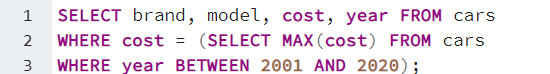 1 SELECT brand, model, cost, year FROM cars
2 WHERE cost = (SELECT MAX(cost) FROM cars
3 WHERE year BETWEEN 2001 AND 2020);